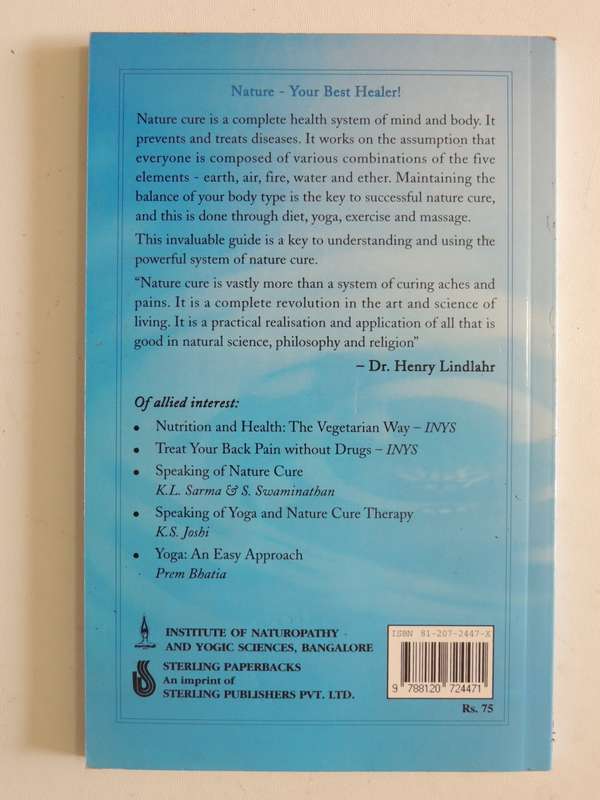 Nature - Your Best Healer!
Nature cure is a complete health system of mind and body. It
prevents and treats diseases. It works on the assumption that
everyone is composed of various combinations of the five
elements - earth, air, fire, water and ether. Maintaining the
balance of your body type is the key to successful nature cure,
and this is done through diet, yoga, exercise and massage.
This invaluable guide is a key to understanding and using the
powerful system of nature cure.
“Nature cure is vastly more than a system of curing aches and
pains. It is a complete revolution in the art and science of
living. It is a practical realisation and application of all that is
good in natural science, philosophy and religion”
– Dr. Henry Lindlahr
Of allied interest:
• Nutrition and Health: The Vegetarian Way – INYS
• Treat Your Back Pain without Drugs – INYS
• Speaking of Nature Cure
K.L. Sarma & S. Swaminathan
• Speaking of Yoga and Nature Cure Therapy
K.S. Joshi
• Yoga: An Easy Approach
Prem Bhatia
INSTITUTE OF NATUROPATHY
AND YOGIC SCIENCES, BANGALORE
STERLING PAPERBACKS
An imprint of
STERLING PUBLISHERS PVT. LTD.
ISBN 81-207-2447-X
9 788120 724471
Rs. 75